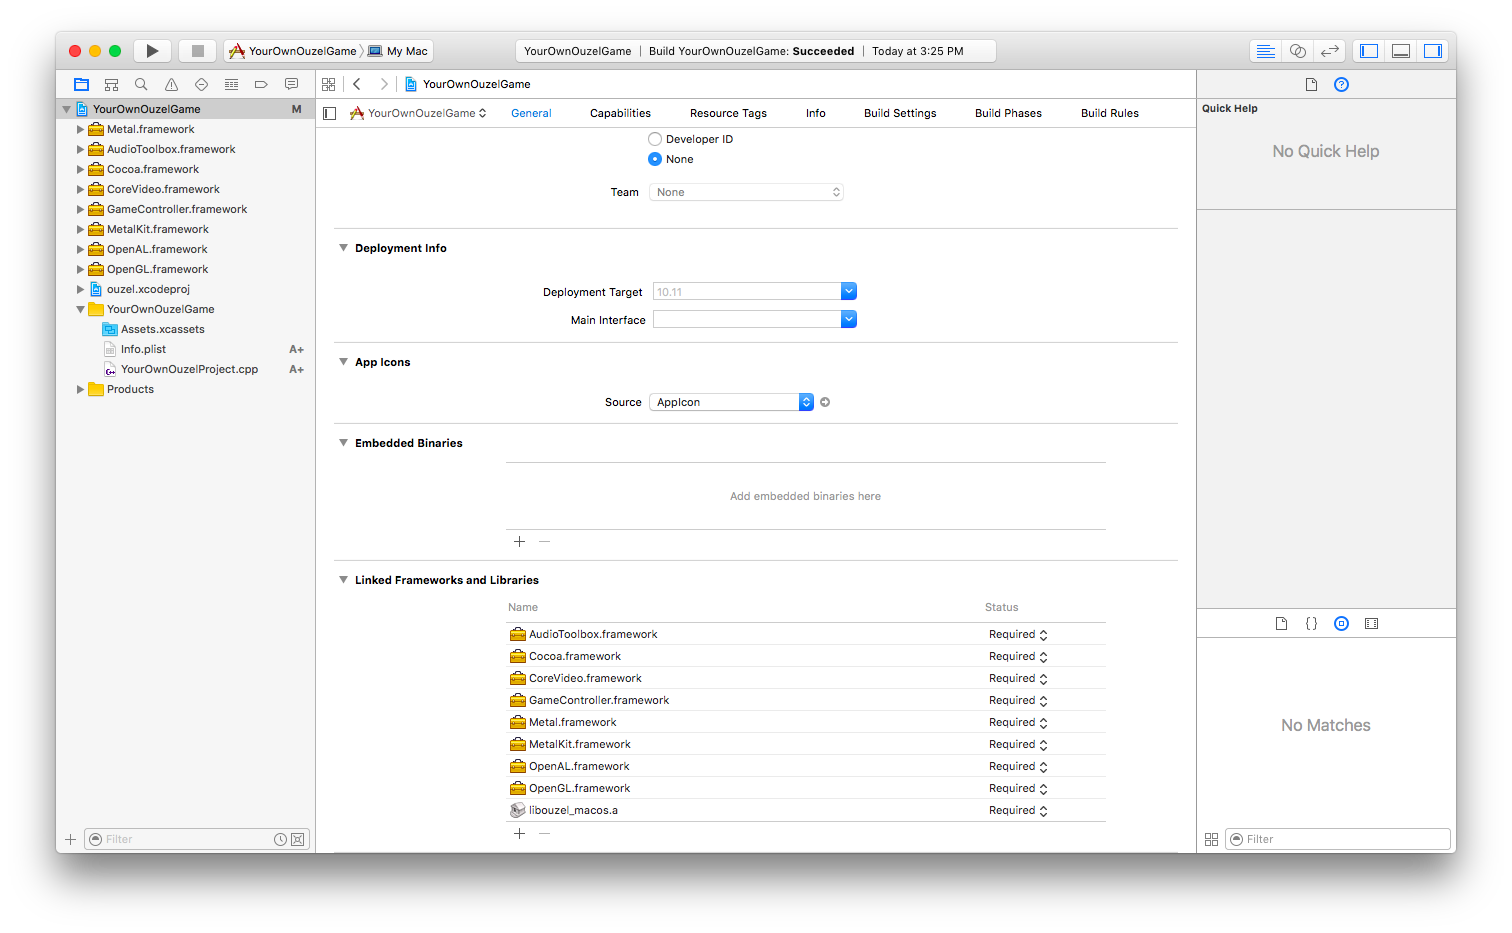 YourOwnOuzelGame
My Mac
YourOwnOuzelGame | Build YourOwnOuzelGame: Succeeded | Today at 3:25 PM
YourOwnOuzelGame
YourOwnOuzelGame M
Metal.framework
AudioToolbox.framework
Cocoa.framework
CoreVideo.framework
GameController.framework
MetalKit.framework
OpenAL.framework
OpenGL.framework
ouzel.xcodeproj
YourOwnOuzelGame
Assets.xcassets
Info.plist A+
YourOwnOuzelProject.cpp A+
Products
Filter
YourOwnOuzelGame General Capabilities Resource Tags Info Build Settings Build Phases Build Rules
Developer ID
None
Team None
Deployment Info
Deployment Target 10.11
Main Interface
App Icons
Source AppIcon
Embedded Binaries
Add embedded binaries here
Linked Frameworks and Libraries
Name Status
AudioToolbox.framework Required
Cocoa.framework Required
CoreVideo.framework Required
GameController.framework Required
Metal.framework Required
MetalKit.framework Required
OpenAL.framework Required
OpenGL.framework Required
libouzel_macos.a Required
Quick Help
No Quick Help
No Matches
Filter